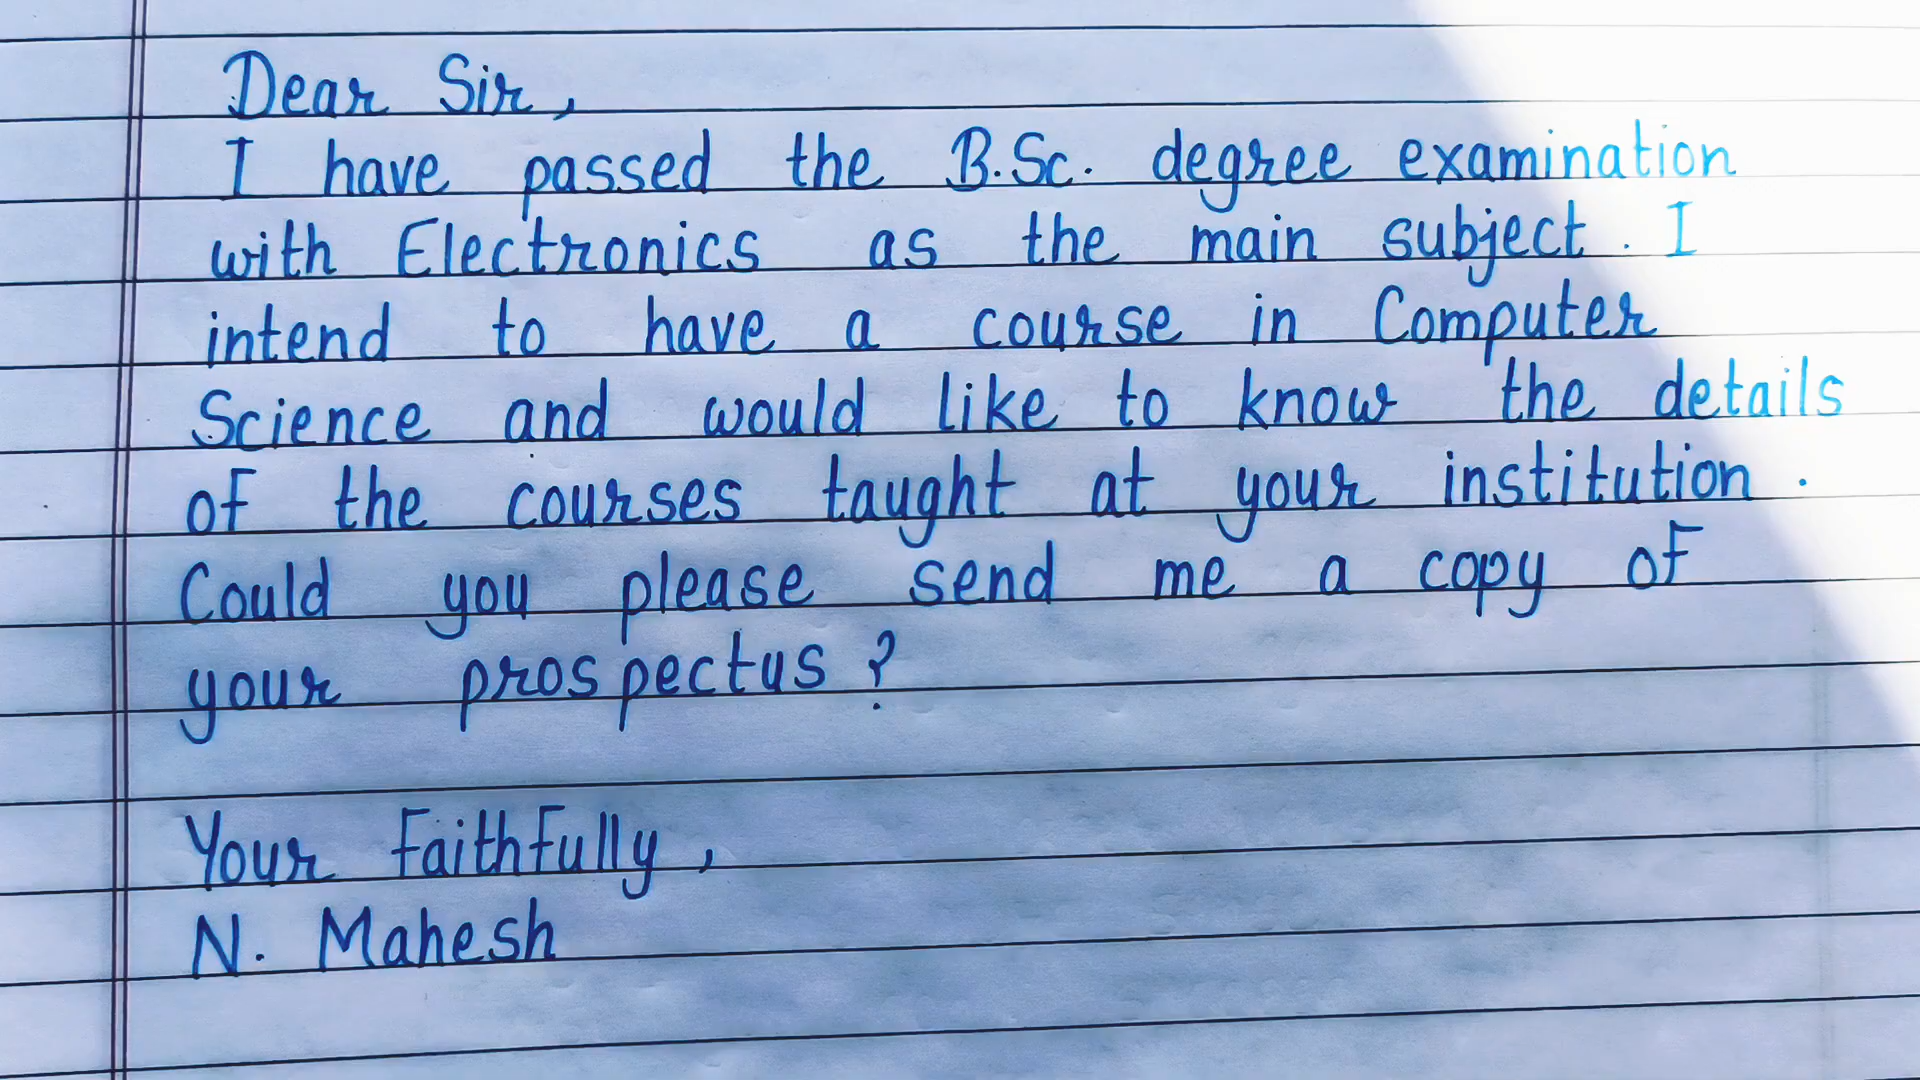 Dear Sir,
I have passed the B.Sc. degree examination
with Electronics as the main subject. I
intend to have a course in Computer
Science and would like to know the details
of the courses taught at your institution.
Could you please send me a copy of
your prospectus?
Your Faithfully,
N. Mahesh